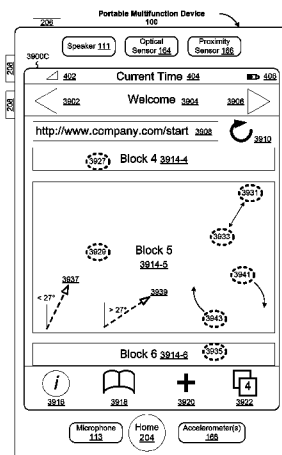 Portable Multifunction Device
100
206
Speaker 111
Optical
Sensor 164
Proximity
Sensor 166
3900C
208
208
402
Current Time 404
406
3902
Welcome 3904
3906
http://www.company.com/start 3908
3910
3927
Block 4 3914-4
3931
3933
3929
Block 5
3914-5
3937
3939
3941
< 27°
> 27°
3943
Block 6 3914-6
3935
i
4
3916
3918
3920
3922
Microphone
113
Home
204
Accelerometer(s)
168